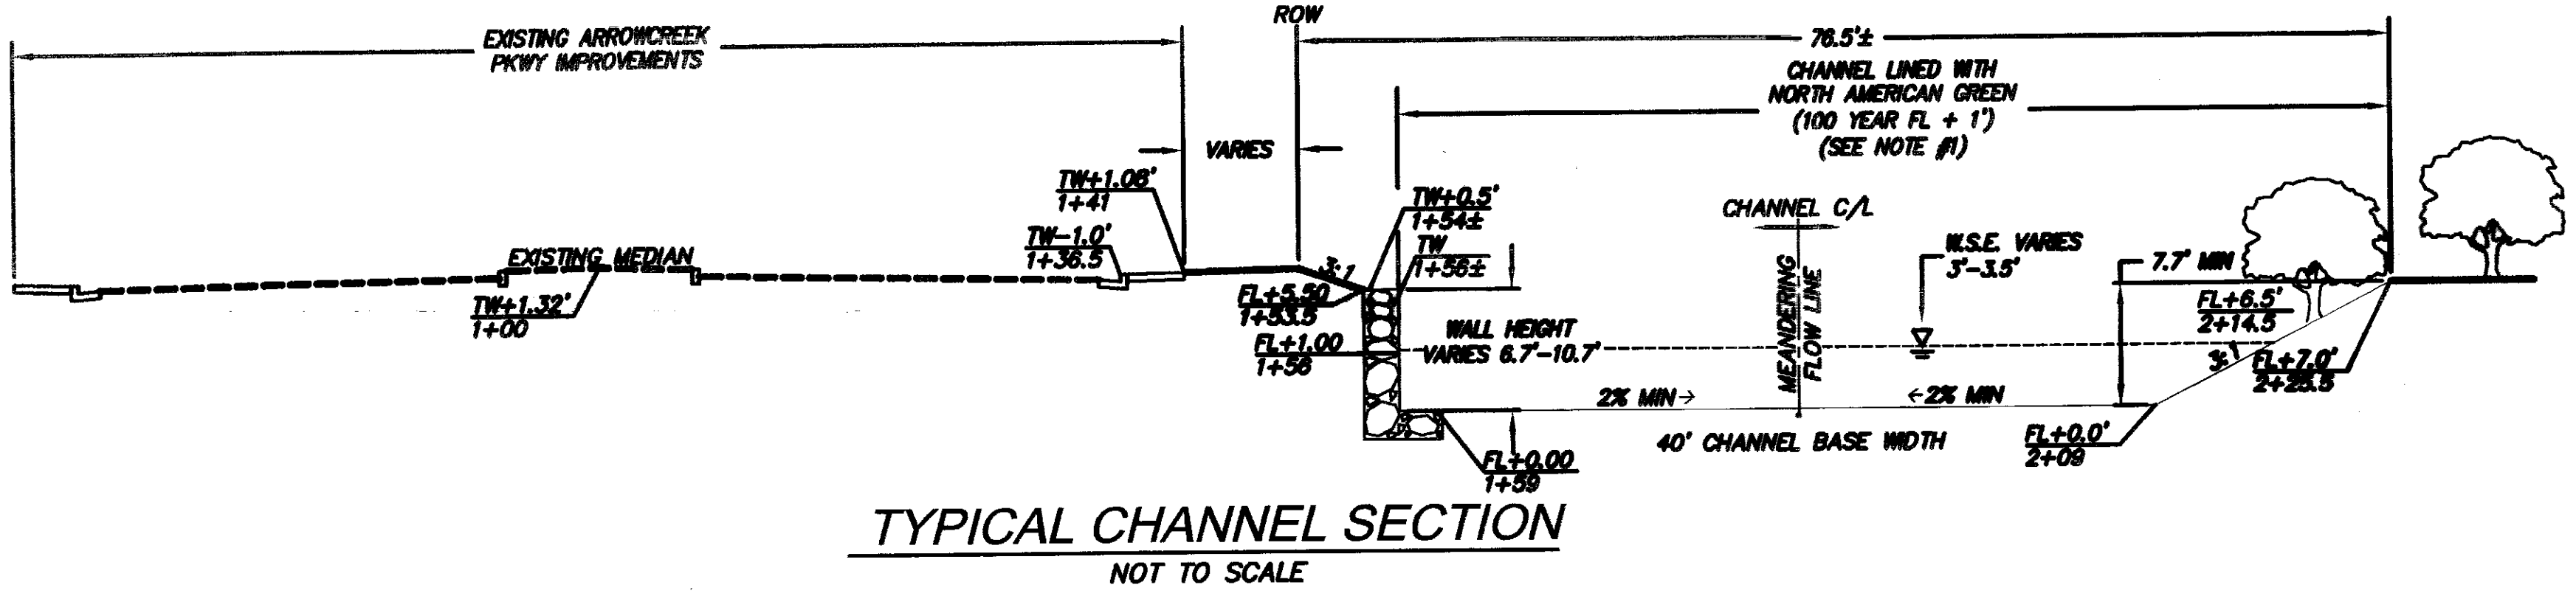 ROW
EXISTING ARROWCREEK
PKWY IMPROVEMENTS
76.5'±
CHANNEL LINED WITH
NORTH AMERICAN GREEN
(100 YEAR FL + 1')
(SEE NOTE #1)
VARIES
TW+1.08'
1+41
TW+0.5'
1+54±
CHANNEL C/L
TW-1.0'
1+36.5
TW
1+56±
W.S.E. VARIES
3'-3.5'
EXISTING MEDIAN
3:1
7.7' MIN
TW+1.32'
1+00
FL+5.50
1+53.5
FL+6.5'
2+14.5
MEANDERING
FLOW LINE
WALL HEIGHT
VARIES 6.7'-10.7'
FL+1.00
1+56
FL+7.0'
2+25.5
2% MIN→
←2% MIN
40' CHANNEL BASE WIDTH
FL+0.0'
2+09
FL+0.00
1+59
TYPICAL CHANNEL SECTION
NOT TO SCALE